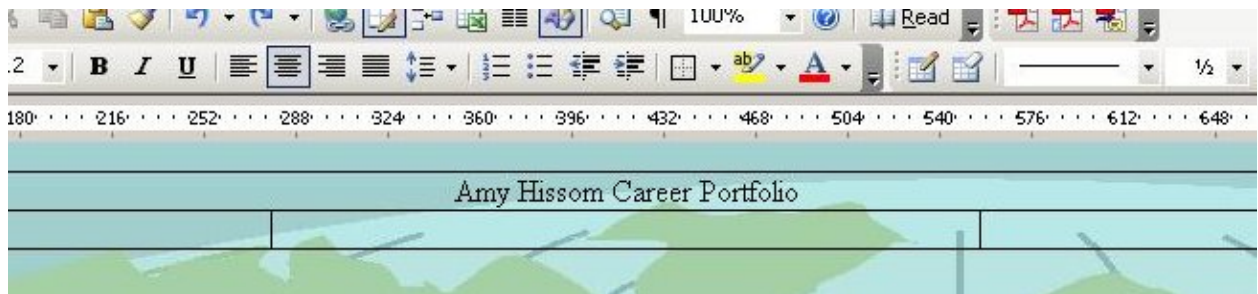 100% Read
.2 B I U ab A ½
180 216 252 288 324 360 396 432 468 504 540 576 612 648
Amy Hissom Career Portfolio